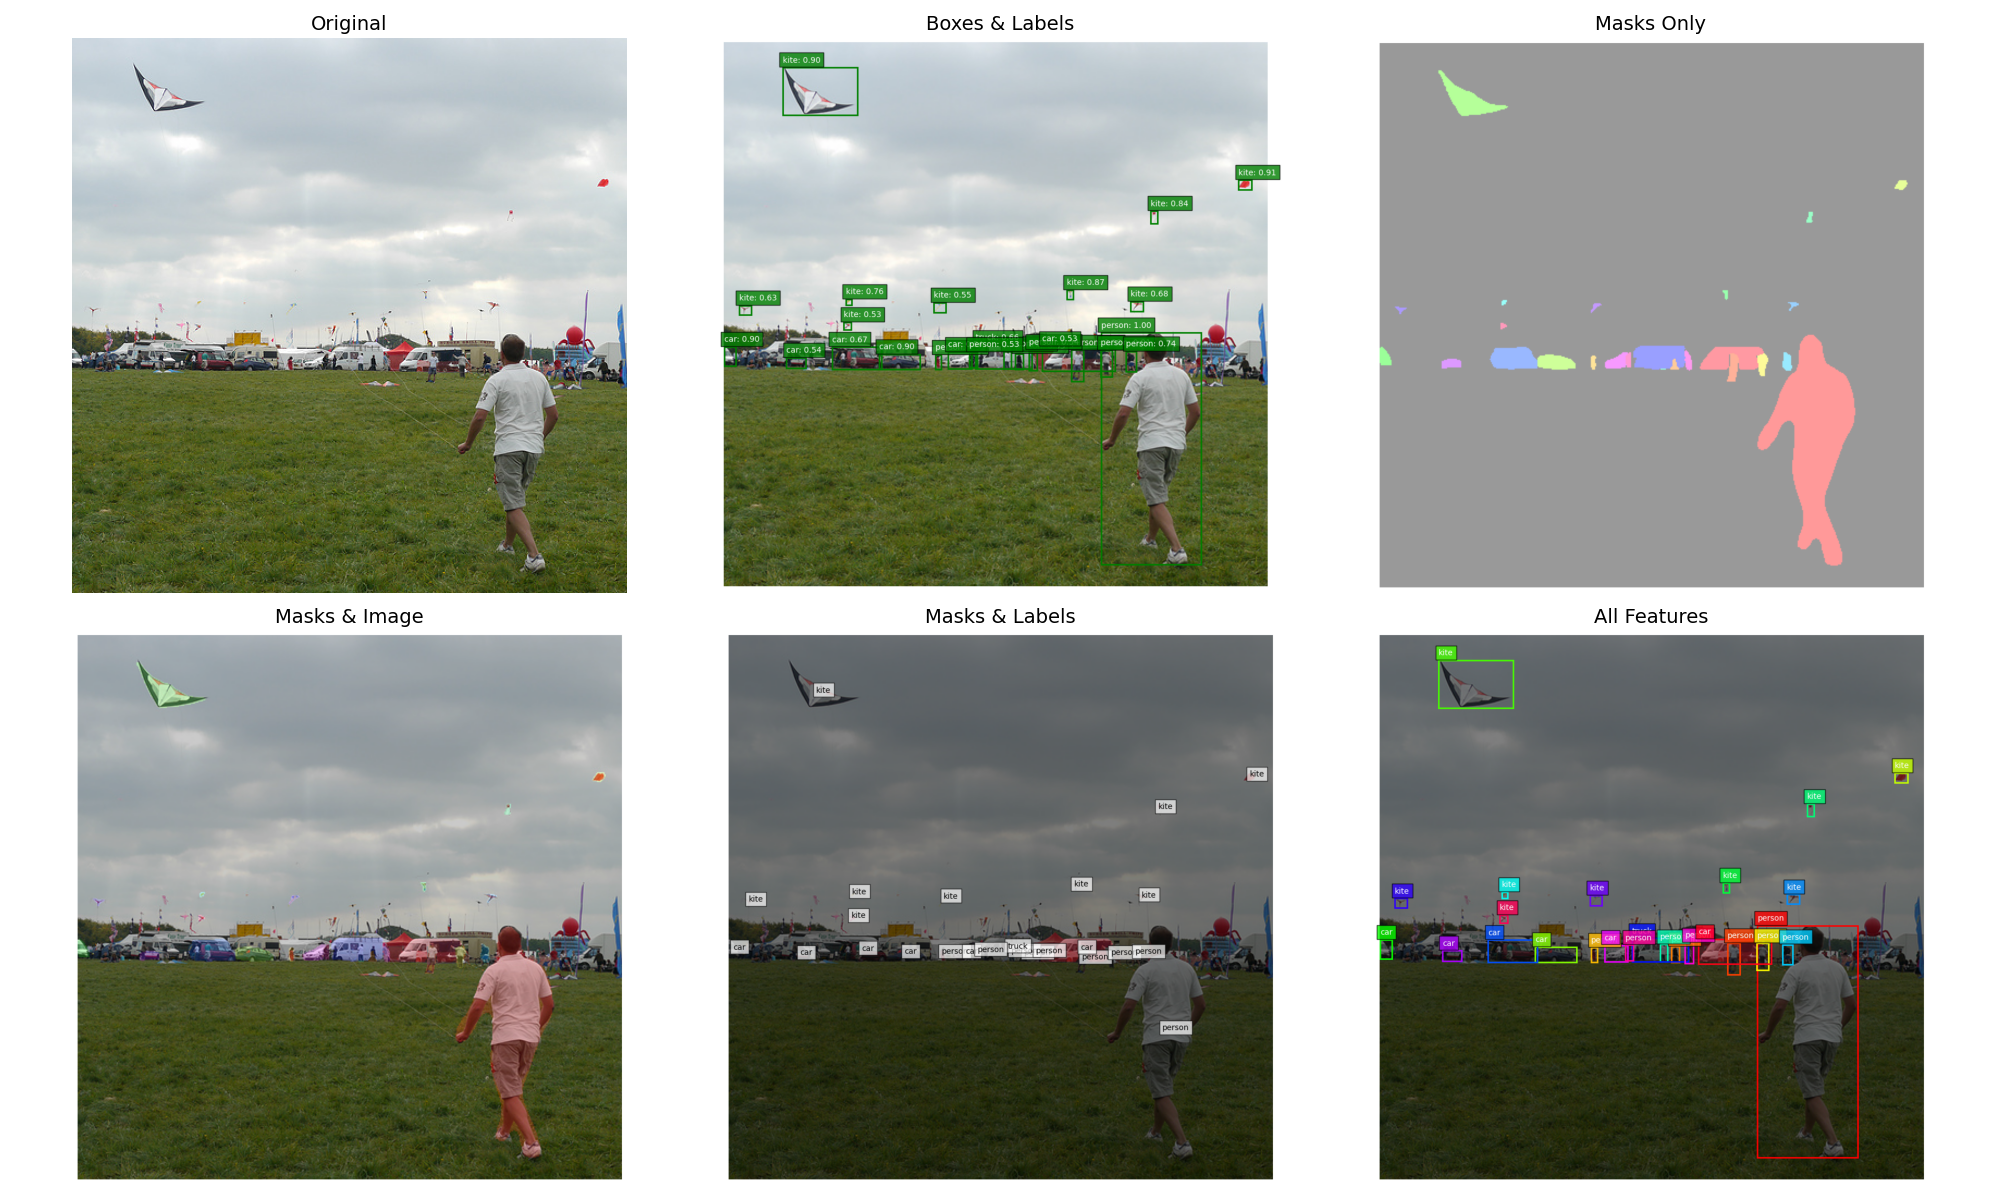 Original
Boxes & Labels
Masks Only
kite: 0.90
kite: 0.91
kite: 0.84
kite: 0.87
kite: 0.76
kite: 0.55
kite: 0.68
kite: 0.63
kite: 0.53
person: 1.00
car: 0.90
car: 0.54
car: 0.67
car: 0.90
car:
person: 0.53
car: 0.53
person: 0.74
Masks & Image
Masks & Labels
All Features
kite
kite
kite
kite
kite
kite
kite
kite
kite
car
car
car
car
person
truck
person
car
person
person
person
kite
kite
kite
kite
kite
kite
kite
kite
kite
person
car
car
car
car
car
person
car
person
person